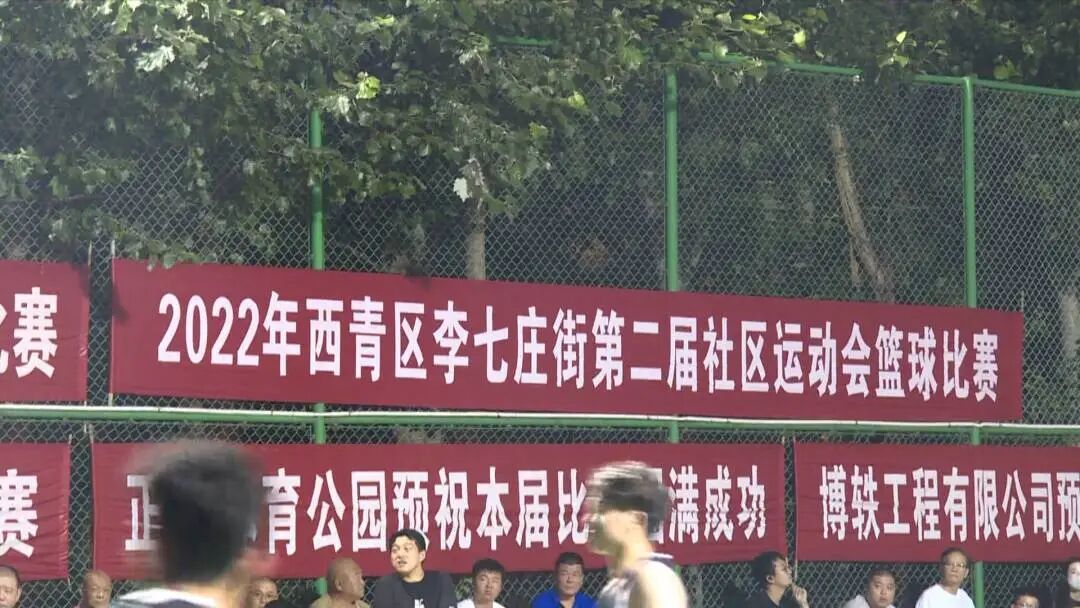 比赛
2022年西青区李七庄街第二届社区运动会篮球比赛
赛
正 育公园预祝本届比 满成功
博轶工程有限公司预